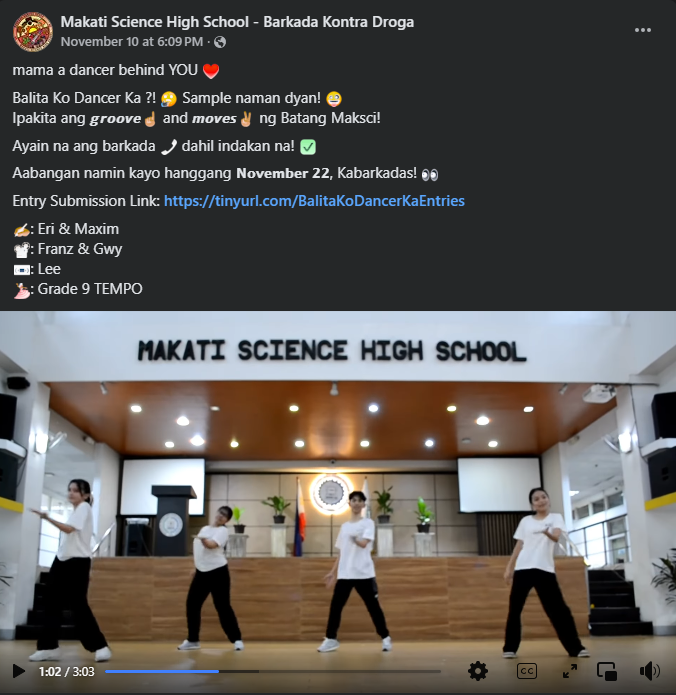 Makati Science High School - Barkada Kontra Droga
November 10 at 6:09 PM ·
mama a dancer behind YOU ❤️
Balita Ko Dancer Ka ?! 🤧 Sample naman dyan! 😄
Ipakita ang 𝙜𝙧𝙤𝙤𝙫𝙚☝️ and 𝙢𝙤𝙫𝙚𝙨✌️ ng Batang Maksci!
Ayain na ang barkada 🤙 dahil indakan na! ✅
Aabangan namin kayo hanggang 𝗡𝗼𝘃𝗲𝗺𝗯𝗲𝗿 𝟮𝟮, Kabarkadas! 👀
Entry Submission Link: https://tinyurl.com/BalitaKoDancerKaEntries
✍️: Eri & Maxim
📽️: Franz & Gwy
📼: Lee
💃: Grade 9 TEMPO
MAKATI SCIENCE HIGH SCHOOL
1:02 / 3:03
CC